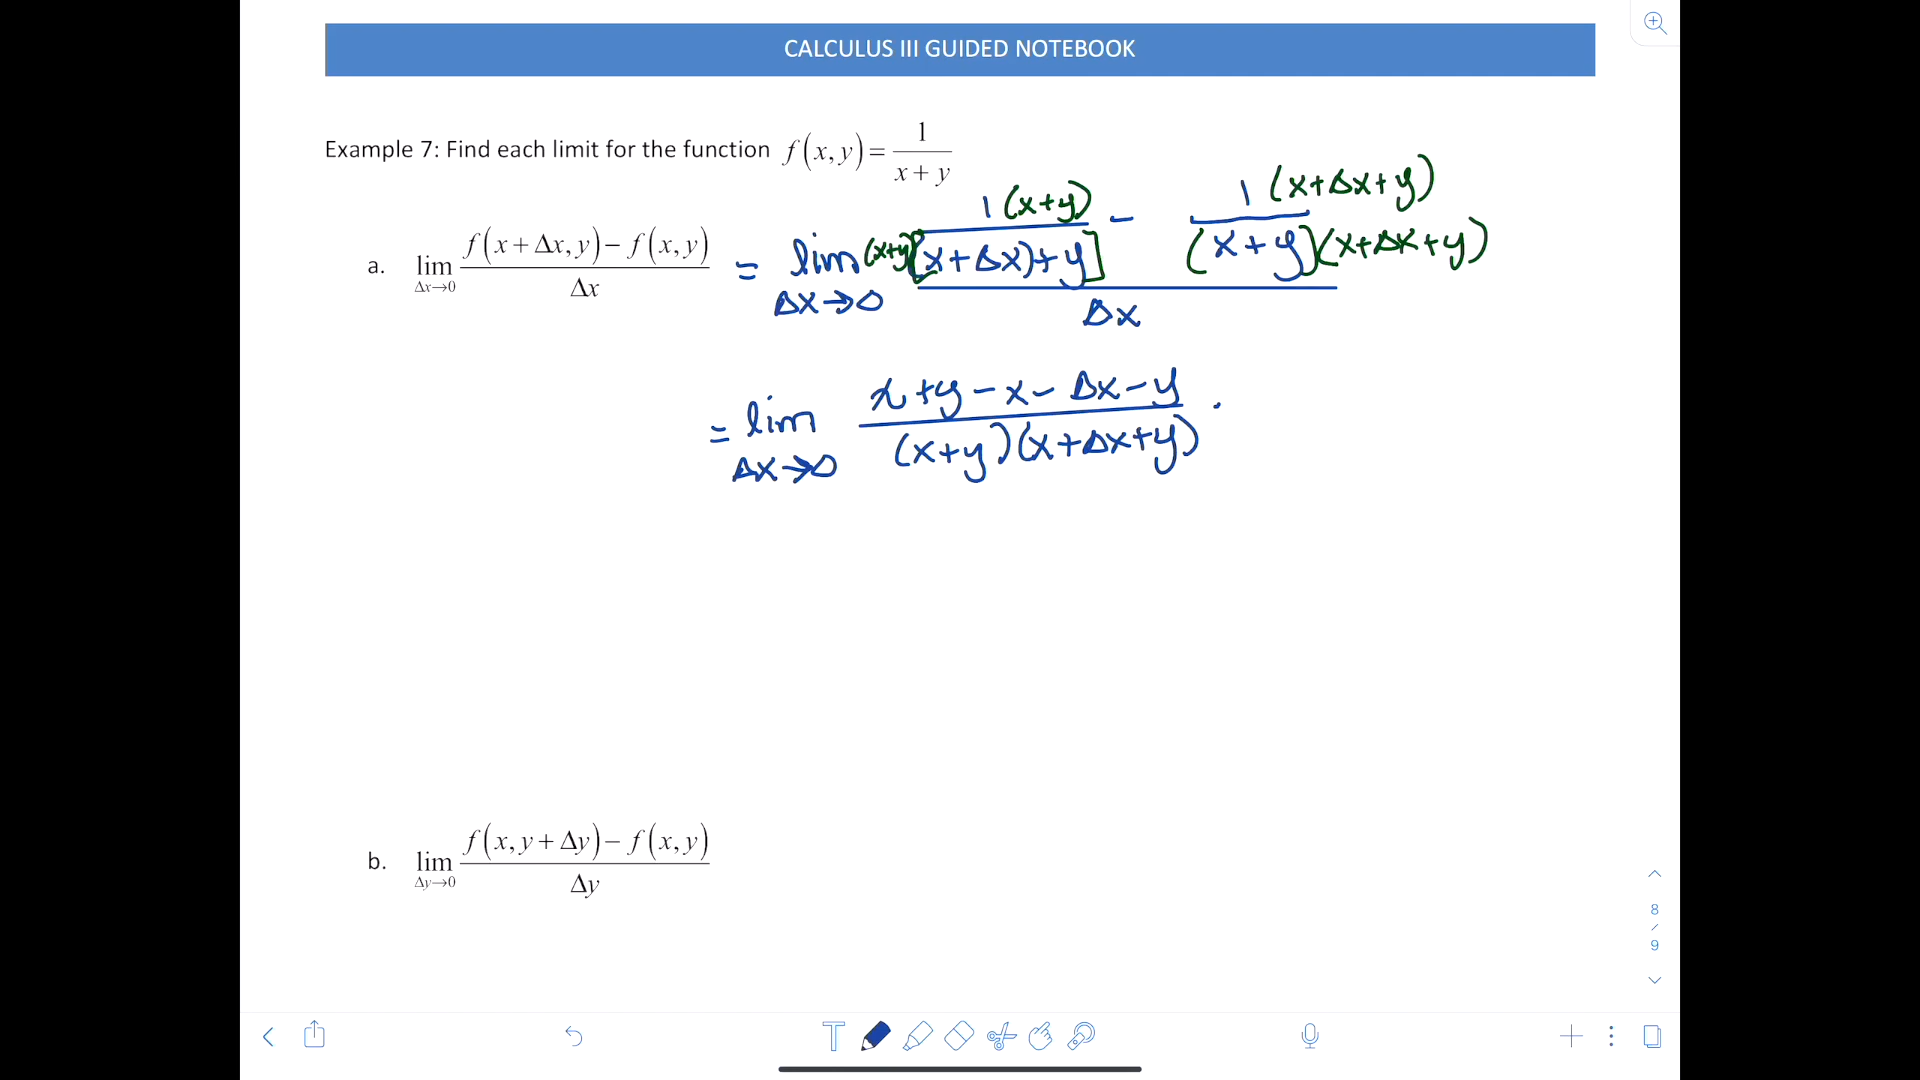 CALCULUS III GUIDED NOTEBOOK
Example 7: Find each limit for the function f(x, y) = 1/(x + y)
a. lim Δx→0 (f(x + Δx, y) − f(x, y))/Δx = lim Δx→0 (1(x+y)/((x+y)[(x+Δx)+y]) − 1(x+Δx+y)/((x+y)(x+Δx+y)))/Δx
= lim Δx→0 (x+y−x−Δx−y)/((x+y)(x+Δx+y)) ·
b. lim Δy→0 (f(x, y + Δy) − f(x, y))/Δy
8
/
9
T